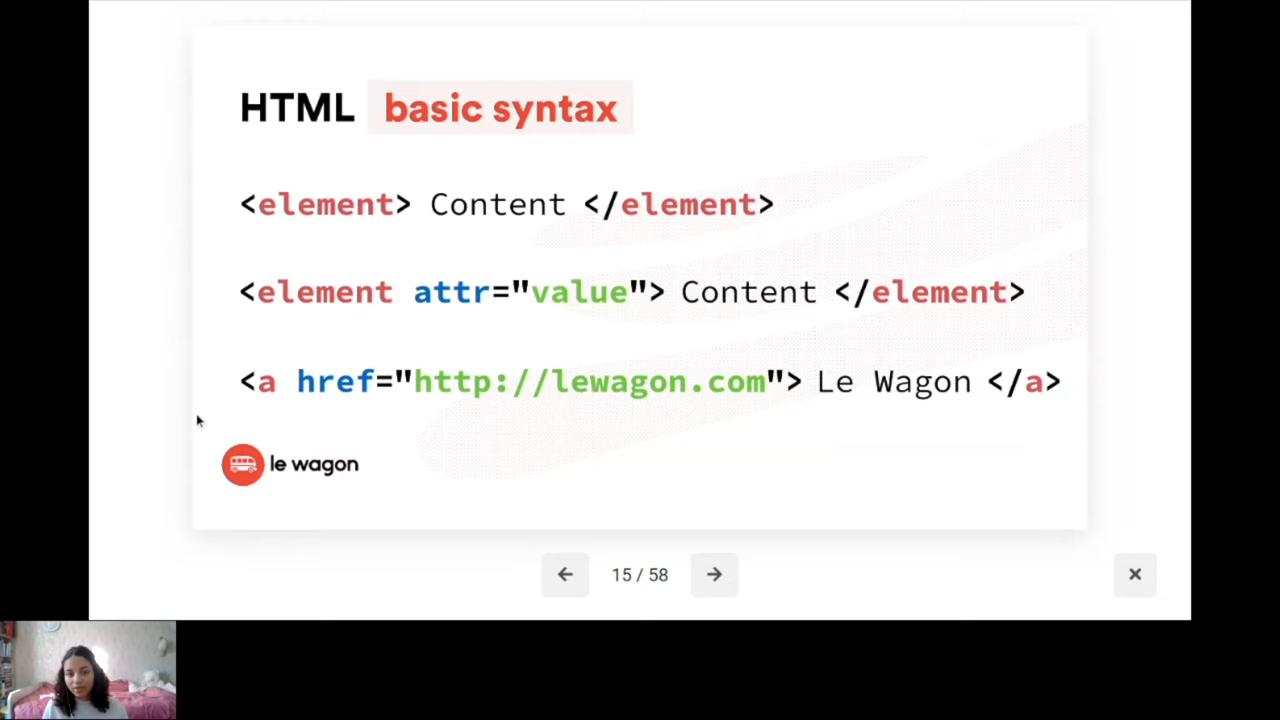 HTML basic syntax
<element> Content </element>
<element attr="value"> Content </element>
<a href="http://lewagon.com"> Le Wagon </a>
le wagon
15 / 58